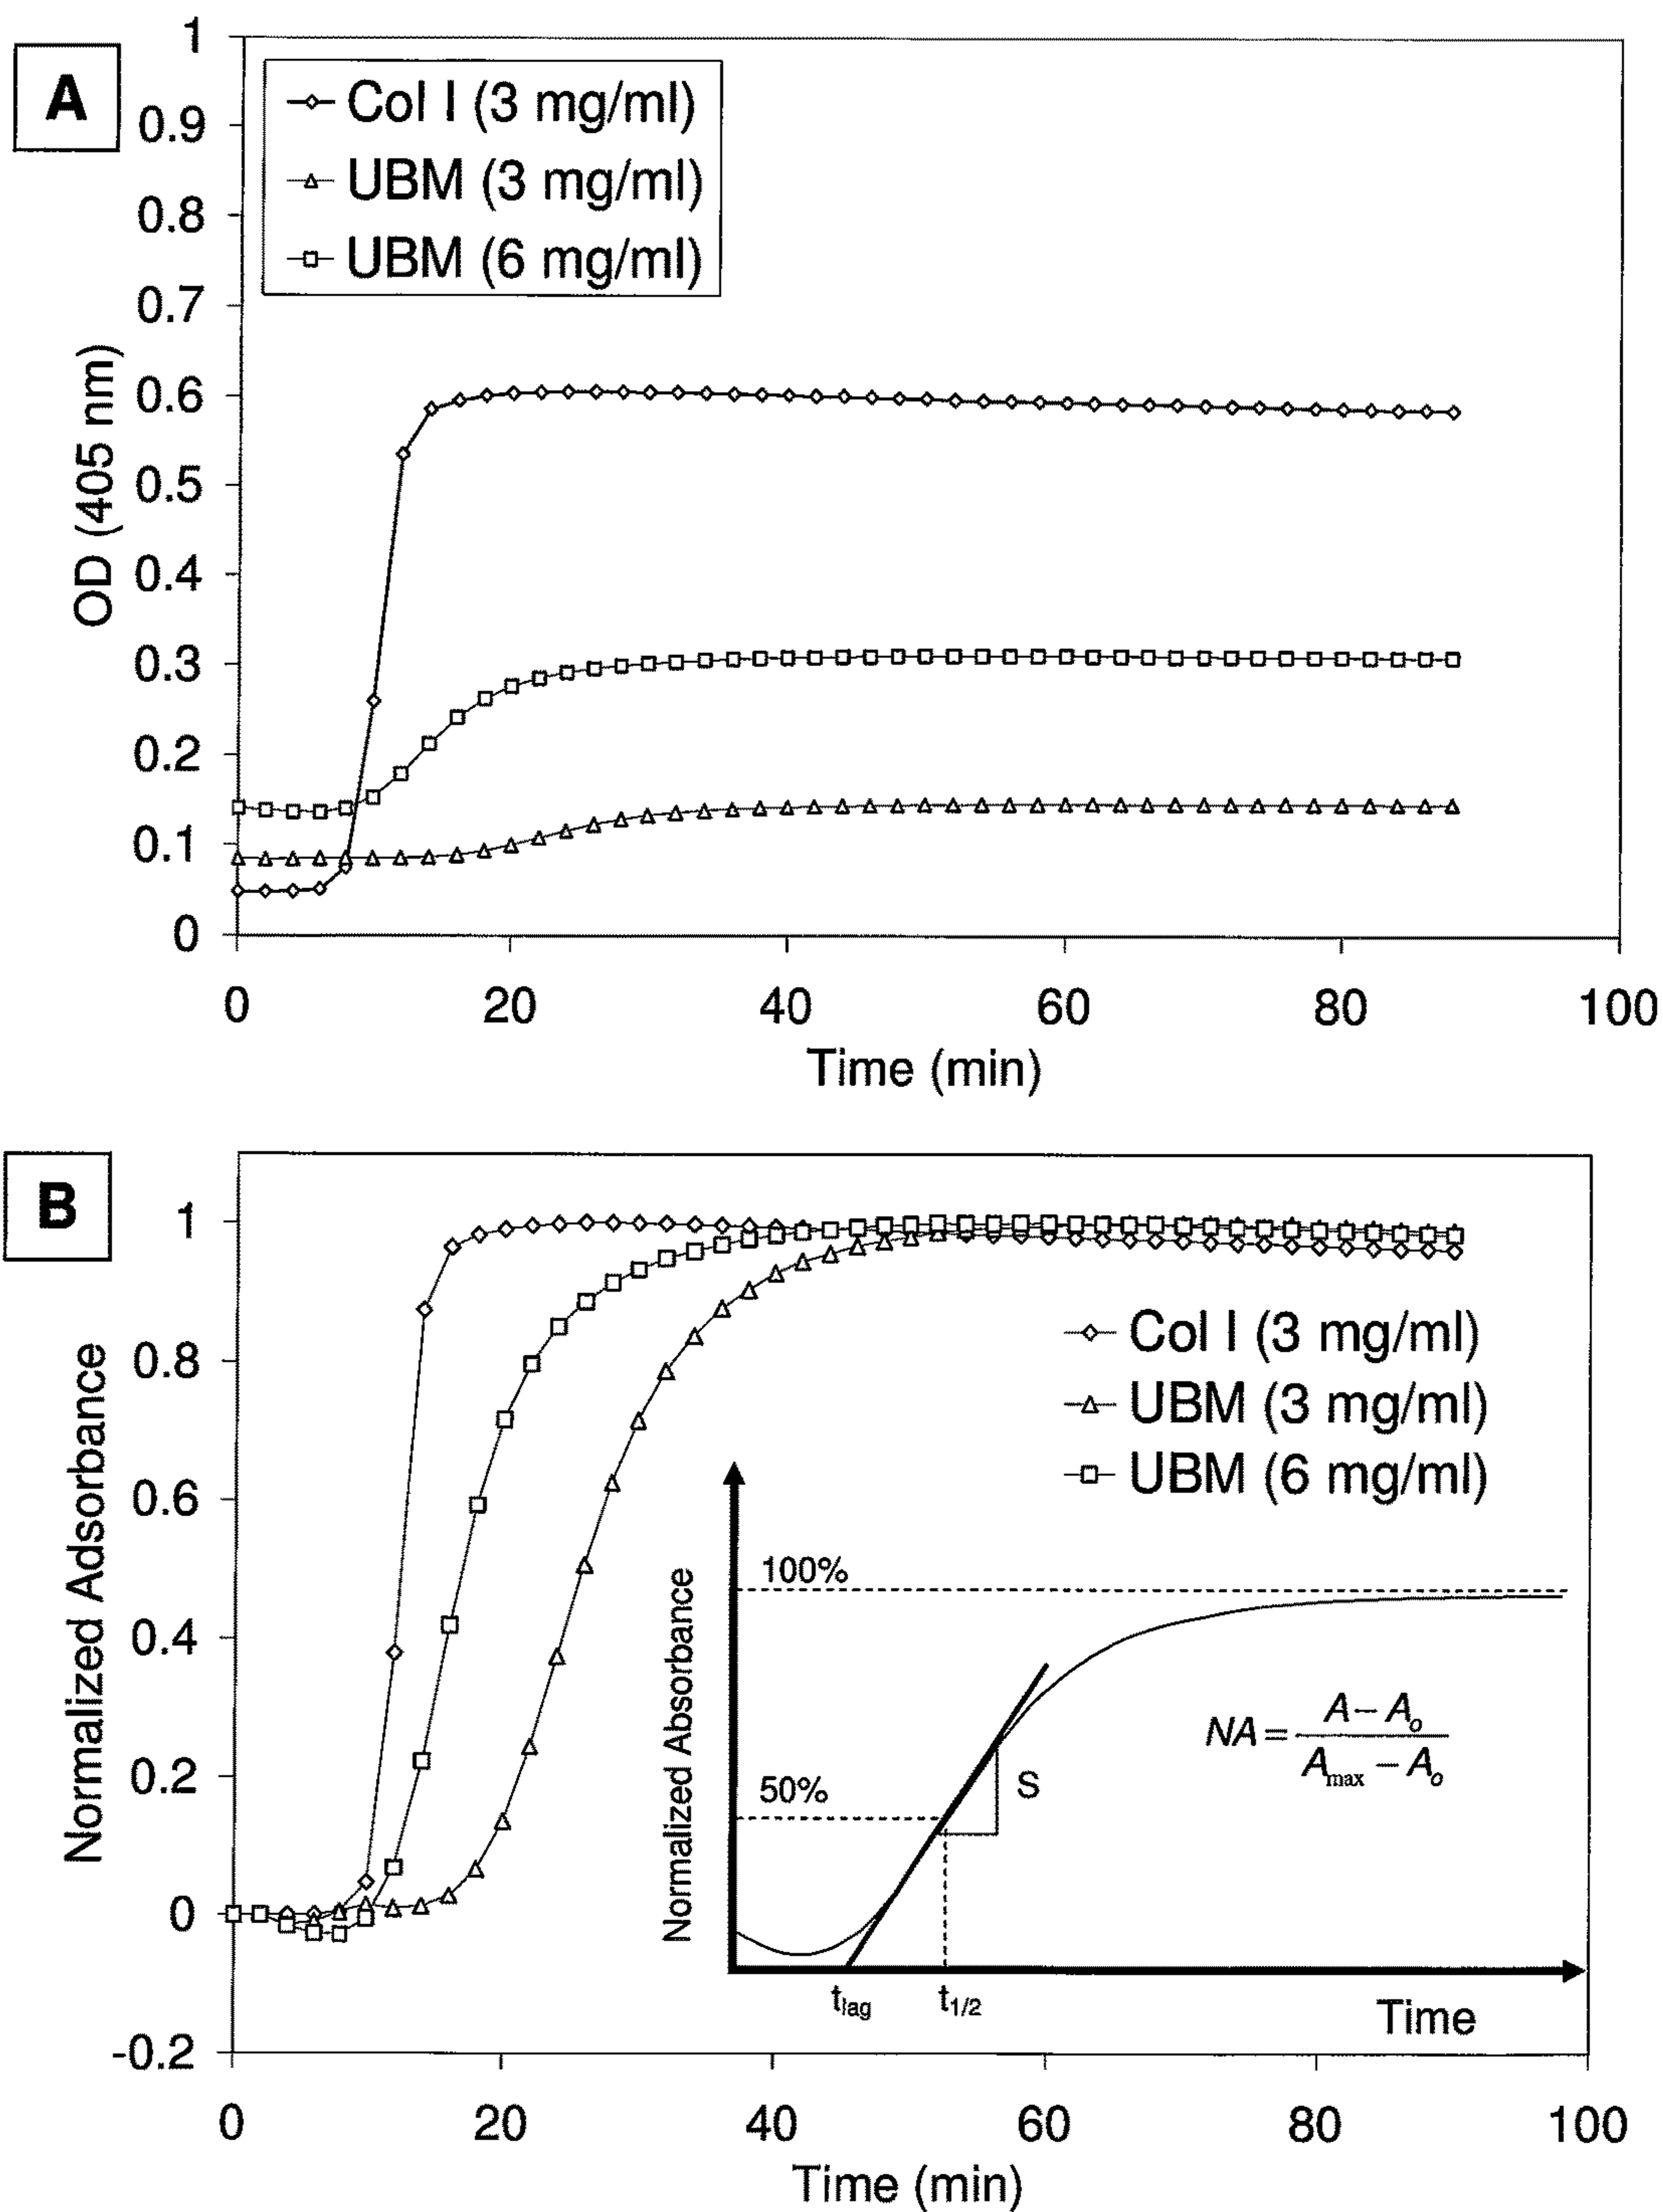 A
Col I (3 mg/ml)
UBM (3 mg/ml)
UBM (6 mg/ml)
OD (405 nm)
1
0.9
0.8
0.7
0.6
0.5
0.4
0.3
0.2
0.1
0
0 20 40 60 80 100
Time (min)
B
Normalized Adsorbance
1
0.8
0.6
0.4
0.2
0
-0.2
Col I (3 mg/ml)
UBM (3 mg/ml)
UBM (6 mg/ml)
Normalized Absorbance
100%
50%
S
NA = (A – Ao) / (Amax – Ao)
tlag t1/2
Time
0 20 40 60 80 100
Time (min)